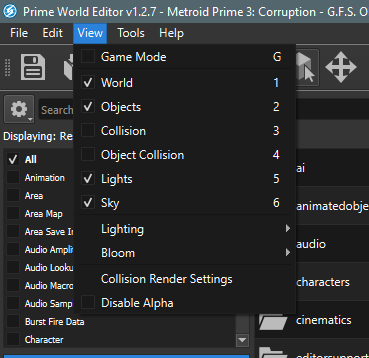 Prime World Editor v1.2.7 - Metroid Prime 3: Corruption - G.F.S. O
File Edit View Tools Help
Game Mode G
World 1
Objects 2
Collision 3
Object Collision 4
Lights 5
Sky 6
Lighting
Bloom
Collision Render Settings
Disable Alpha
Sear
Displaying: Re
All
Animation
Area
Area Map
Area Save In
Audio Amplit
Audio Looku
Audio Macro
Audio Samp
Burst Fire Data
Character
ai
animatedobje
audio
characters
cinematics
editorsupport